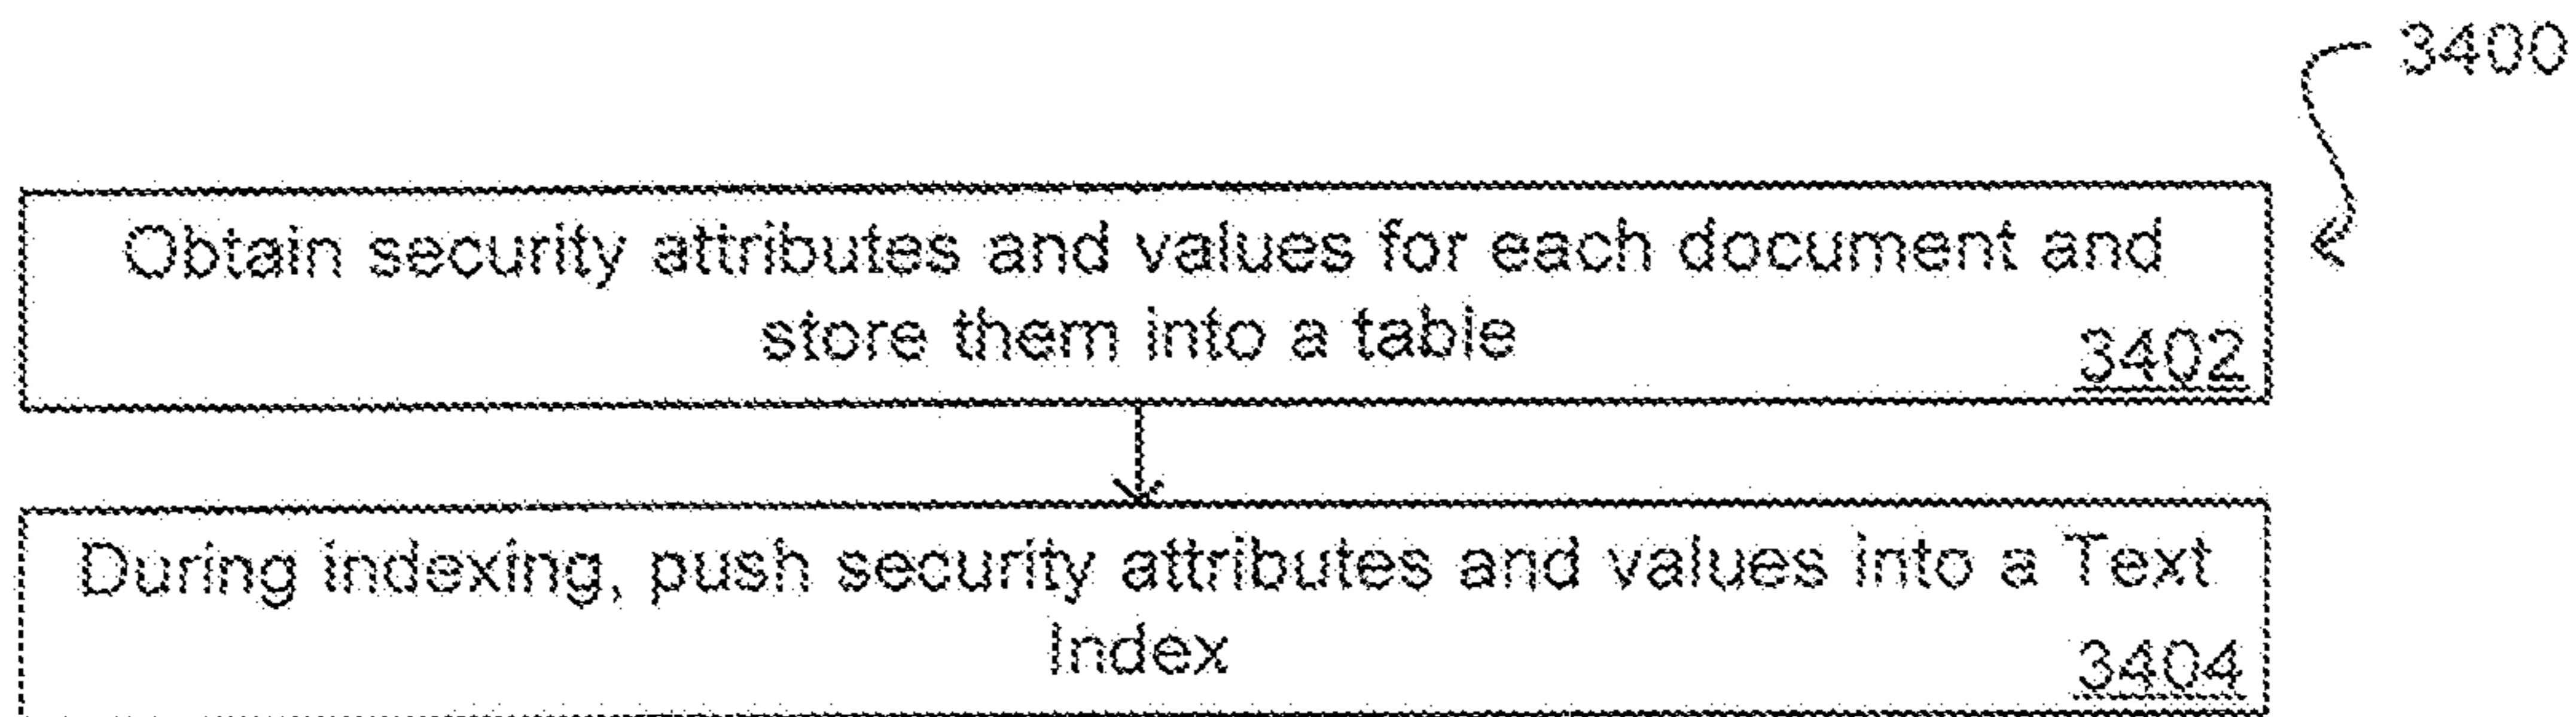 3400
Obtain security attributes and values for each document and
store them into a table
3402
During indexing, push security attributes and values into a Text
Index
3404